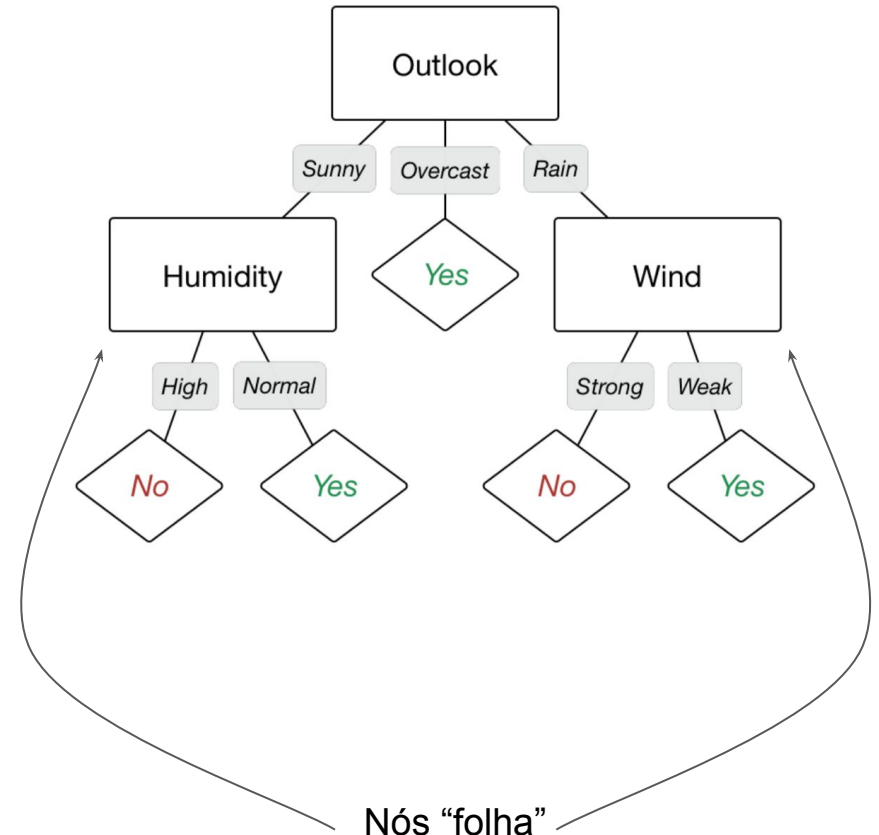 Outlook
Sunny
Overcast
Rain
Humidity
Yes
Wind
High
Normal
Strong
Weak
No
Yes
No
Yes
Nós “folha”